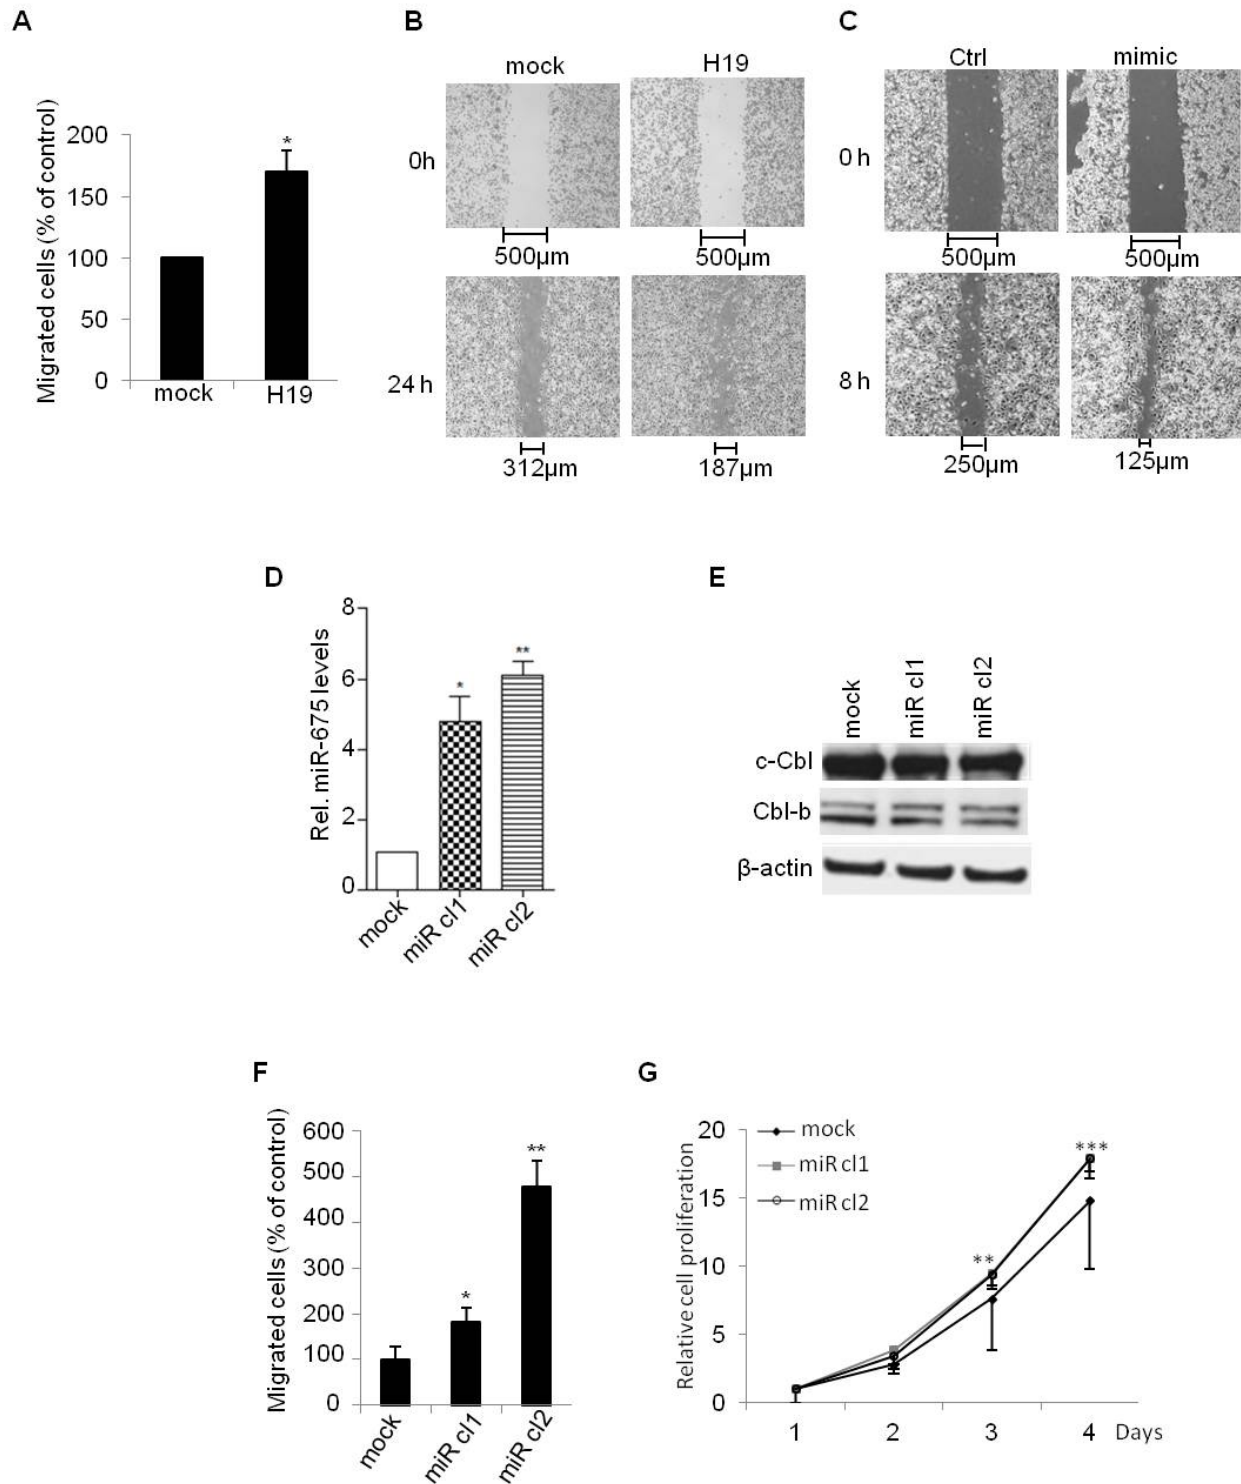 A
B
C
mock
H19
Ctrl
mimic
200
150
100
50
0
Migrated cells (% of control)
*
mock
H19
0h
500µm
500µm
24 h
312µm
187µm
0 h
500µm
500µm
8 h
250µm
125µm
D
E
8
6
4
2
0
Rel. miR-675 levels
*
**
mock
miR cl1
miR cl2
mock
miR cl1
miR cl2
c-Cbl
Cbl-b
β-actin
F
G
600
500
400
300
200
100
0
Migrated cells (% of control)
*
**
mock
miR cl1
miR cl2
mock
miR cl1
miR cl2
20
15
10
5
0
Relative cell proliferation
**
***
1 2 3 4 Days